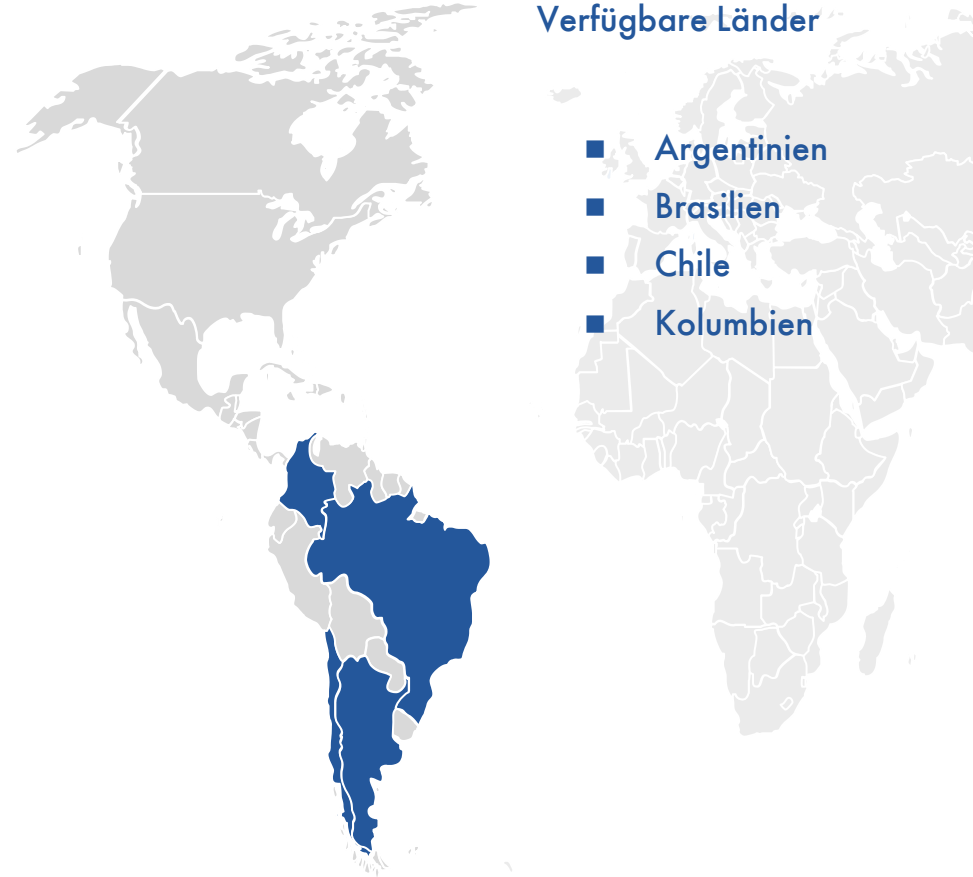 Verfügbare Länder
Argentinien
Brasilien
Chile
Kolumbien